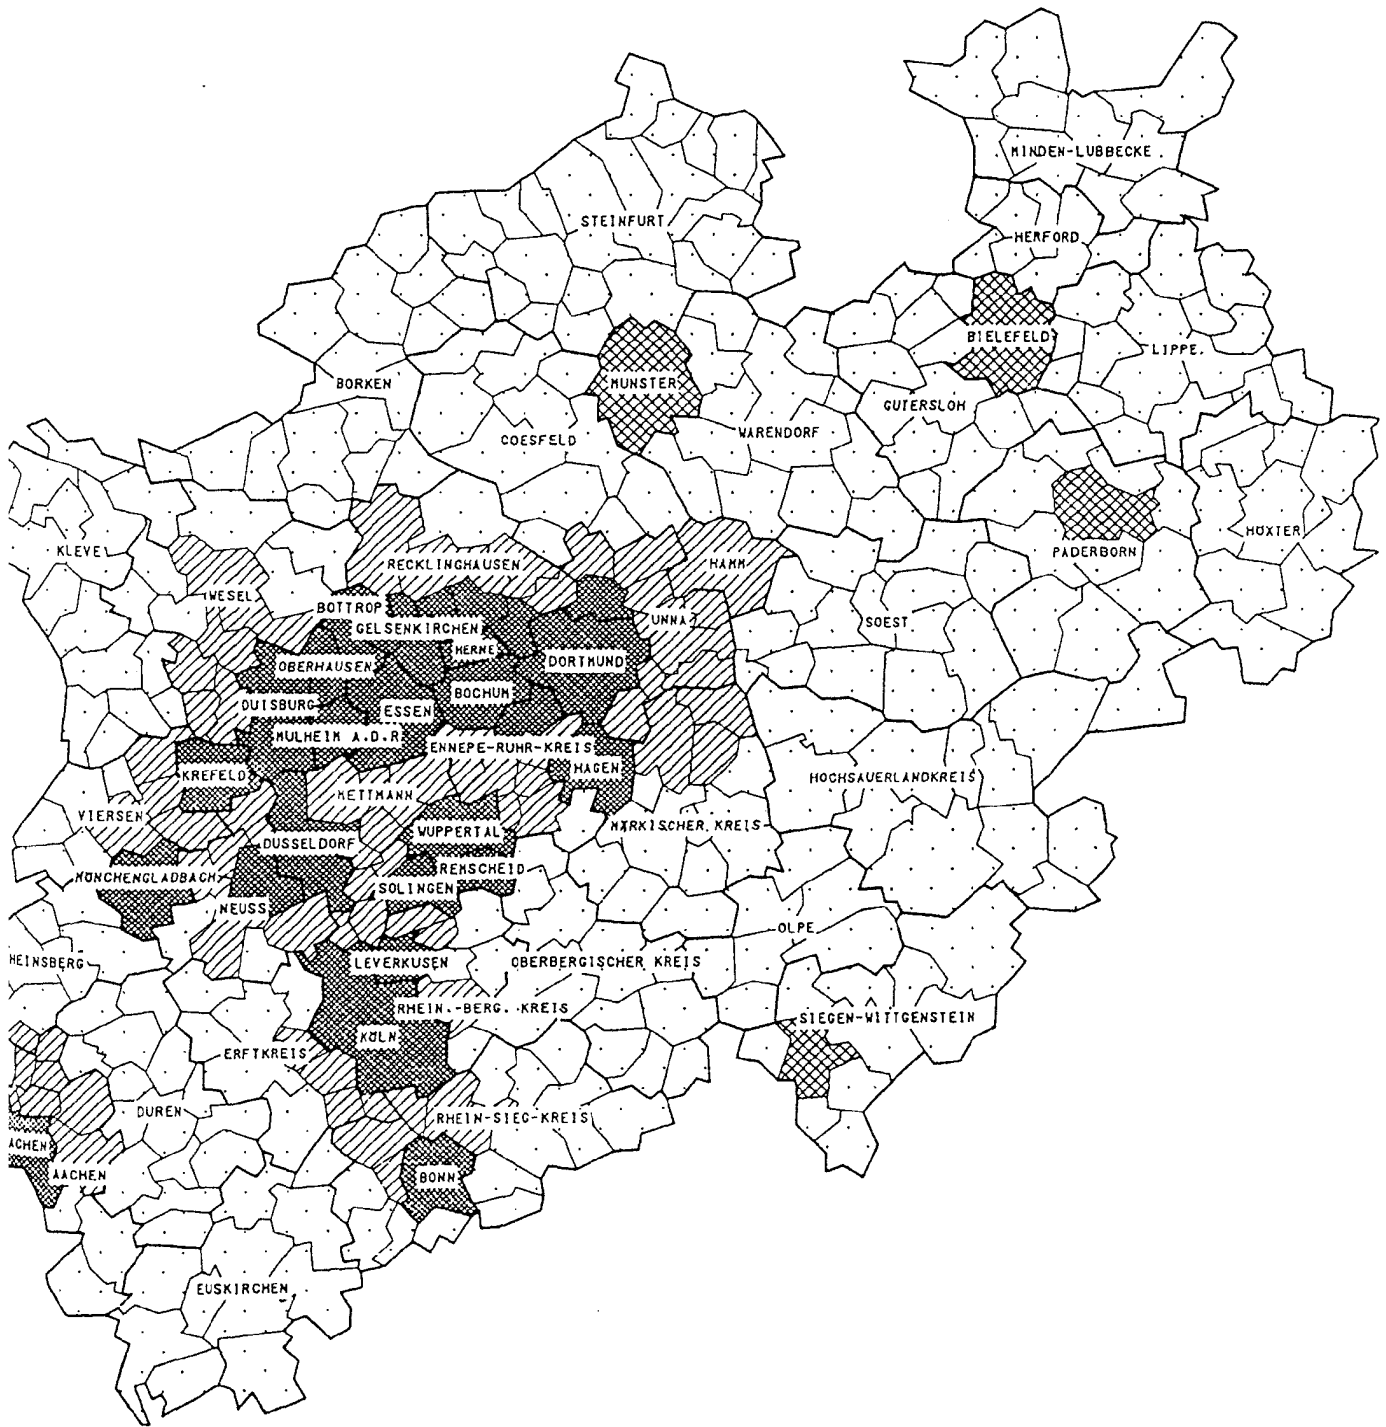 MINDEN-LUBBECKE
STEINFURT
HERFORD
BIELEFELD
LIPPE
BORKEN
MUNSTER
GUTERSLOH
COESFELD
WARENDORF
KLEVE
HOXTER
PADERBORN
RECKLINGHAUSEN
HAMM
WESEL
BOTTROP
GELSENKIRCHEN
UNNA
SOEST
HERNE
OBERHAUSEN
DORTMUND
BOCHUM
DUISBURG
ESSEN
MULHEIM A.D.R
ENNEPE-RUHR-KREIS
KREFELD
HAGEN
HOCHSAUERLANDKREIS
METTMANN
VIERSEN
WUPPERTAL
MARKISCHER KREIS
DUSSELDORF
REMSCHEID
MÖNCHENGLADBACH
SOLINGEN
NEUSS
OLPE
HEINSBERG
LEVERKUSEN
OBERBERGISCHER KREIS
RHEIN.-BERG. KREIS
SIEGEN-WITTGENSTEIN
KÖLN
ERFTKREIS
DUREN
RHEIN-SIEG-KREIS
ACHEN
AACHEN
BONN
EUSKIRCHEN